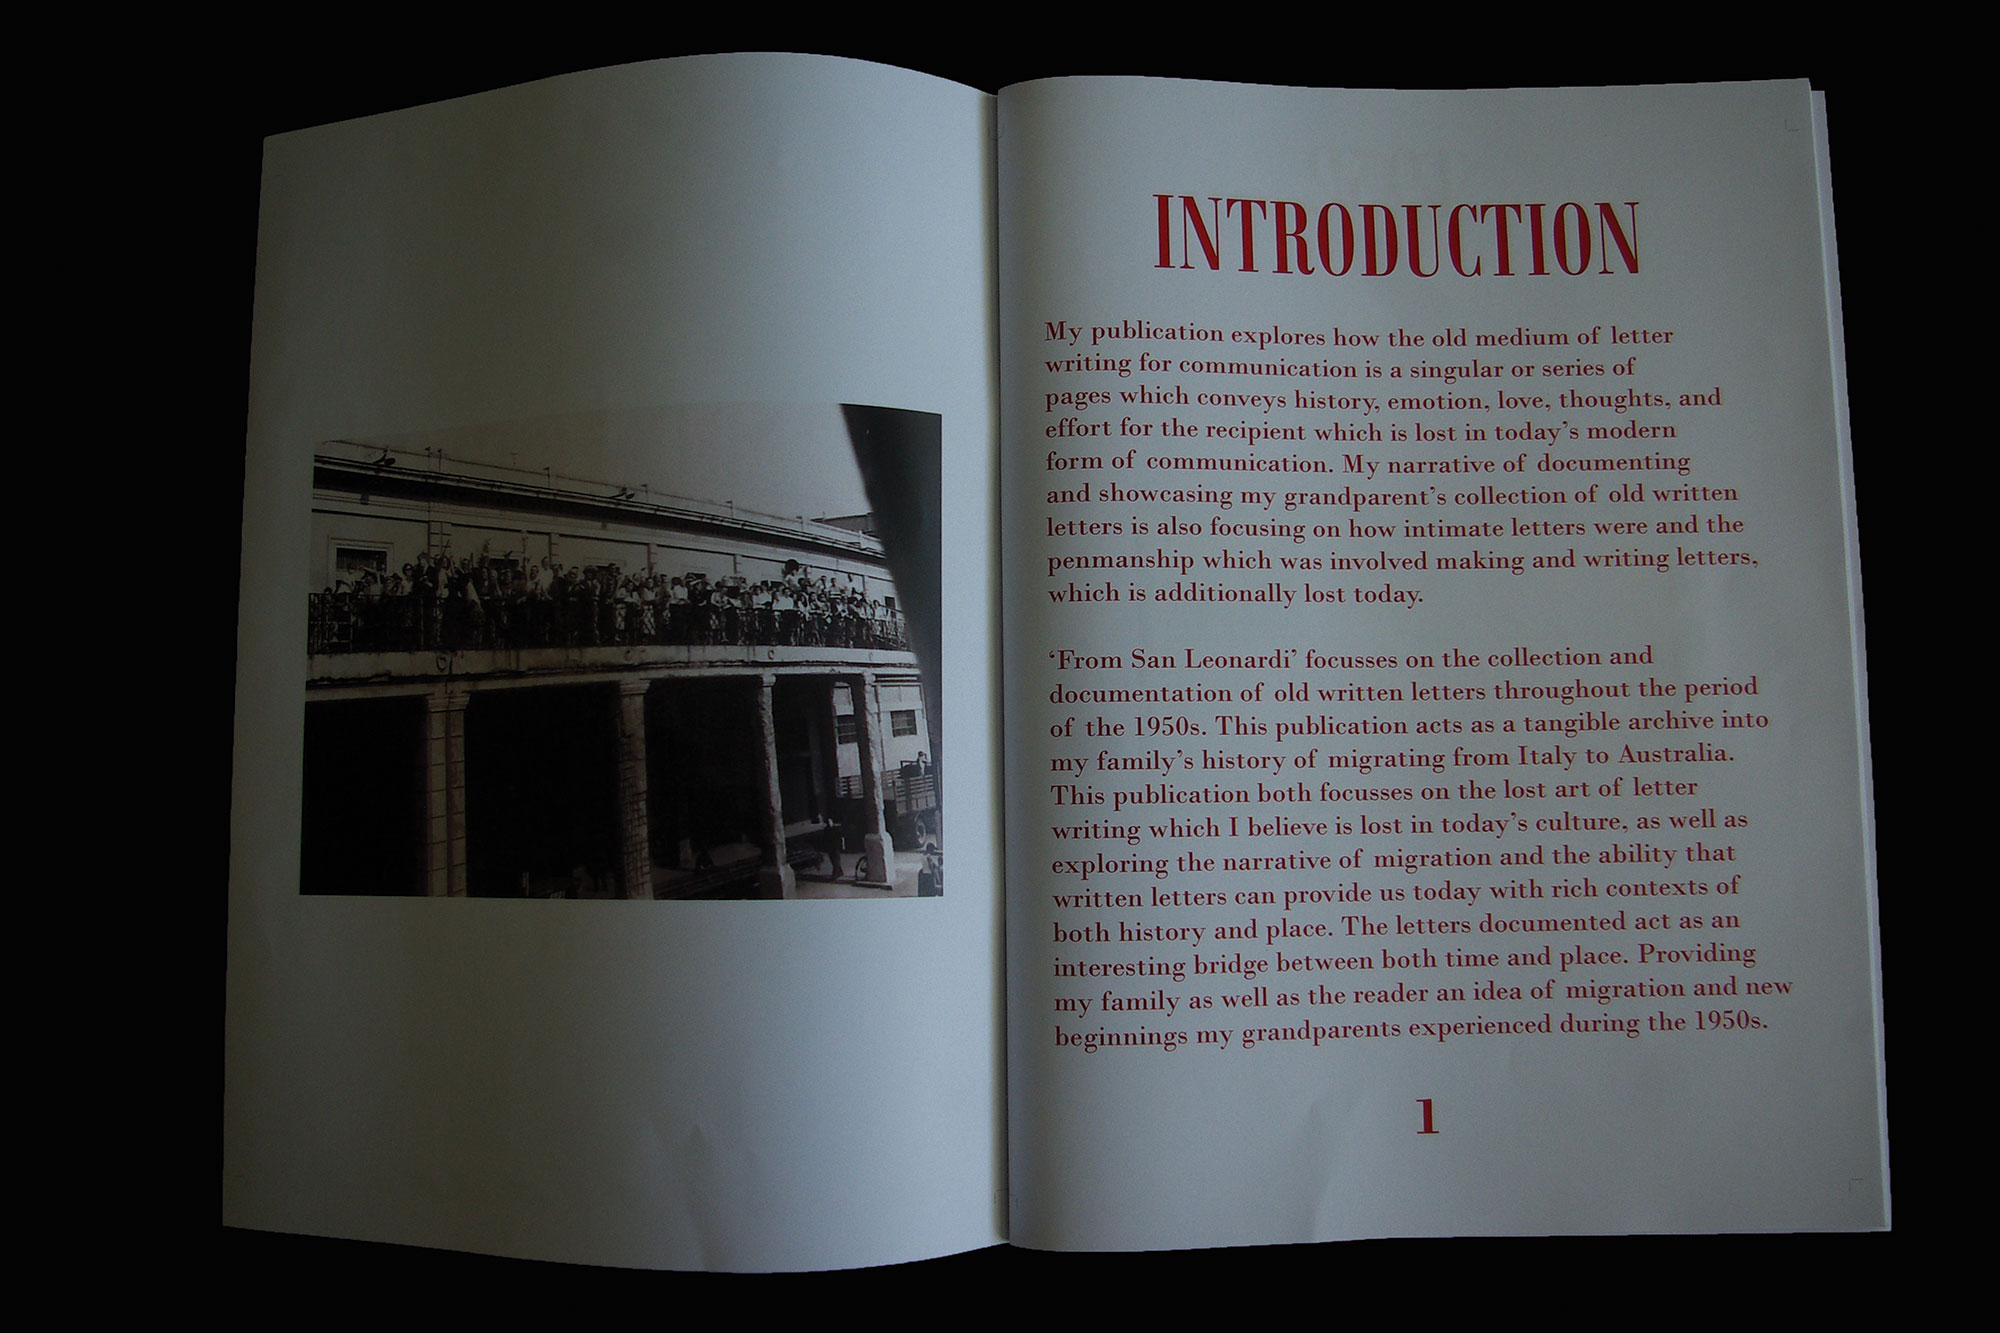 INTRODUCTION
My publication explores how the old medium of letter
writing for communication is a singular or series of
pages which conveys history, emotion, love, thoughts, and
effort for the recipient which is lost in today's modern
form of communication. My narrative of documenting
and showcasing my grandparent's collection of old written
letters is also focusing on how intimate letters were and the
penmanship which was involved making and writing letters,
which is additionally lost today.
‘From San Leonardi’ focusses on the collection and
documentation of old written letters throughout the period
of the 1950s. This publication acts as a tangible archive into
my family's history of migrating from Italy to Australia.
This publication both focusses on the lost art of letter
writing which I believe is lost in today's culture, as well as
exploring the narrative of migration and the ability that
written letters can provide us today with rich contexts of
both history and place. The letters documented act as an
interesting bridge between both time and place. Providing
my family as well as the reader an idea of migration and new
beginnings my grandparents experienced during the 1950s.
1